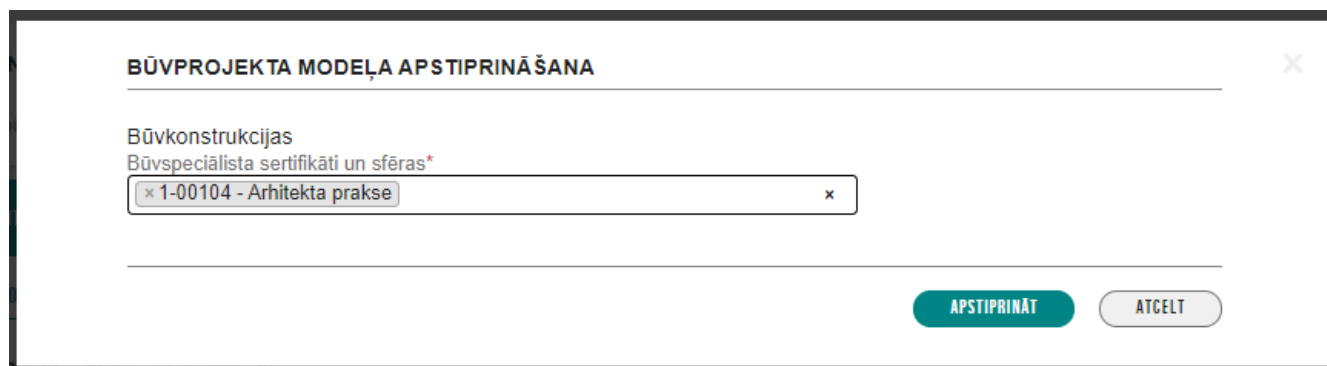 BŪVPROJEKTA MODEĻA APSTIPRINĀŠANA
Būvkonstrukcijas
Būvspeciālista sertifikāti un sfēras*
× 1-00104 - Arhitekta prakse ×
APSTIPRINĀT ATCELT